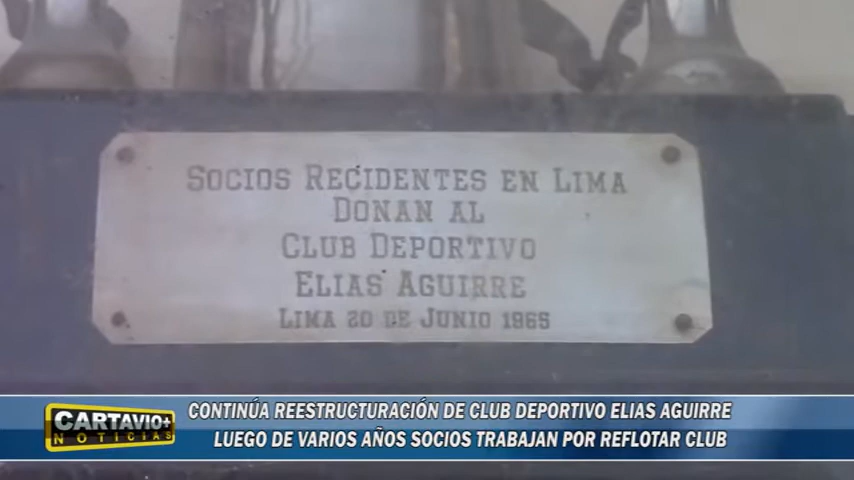 SOCIOS RECIDENTES EN LIMA
DONAN AL
CLUB DEPORTIVO
ELIAS AGUIRRE
LIMA 20 DE JUNIO 1965
CARTAVIO+
NOTICIAS
CONTINÚA REESTRUCTURACIÓN DE CLUB DEPORTIVO ELIAS AGUIRRE
LUEGO DE VARIOS AÑOS SOCIOS TRABAJAN POR REFLOTAR CLUB